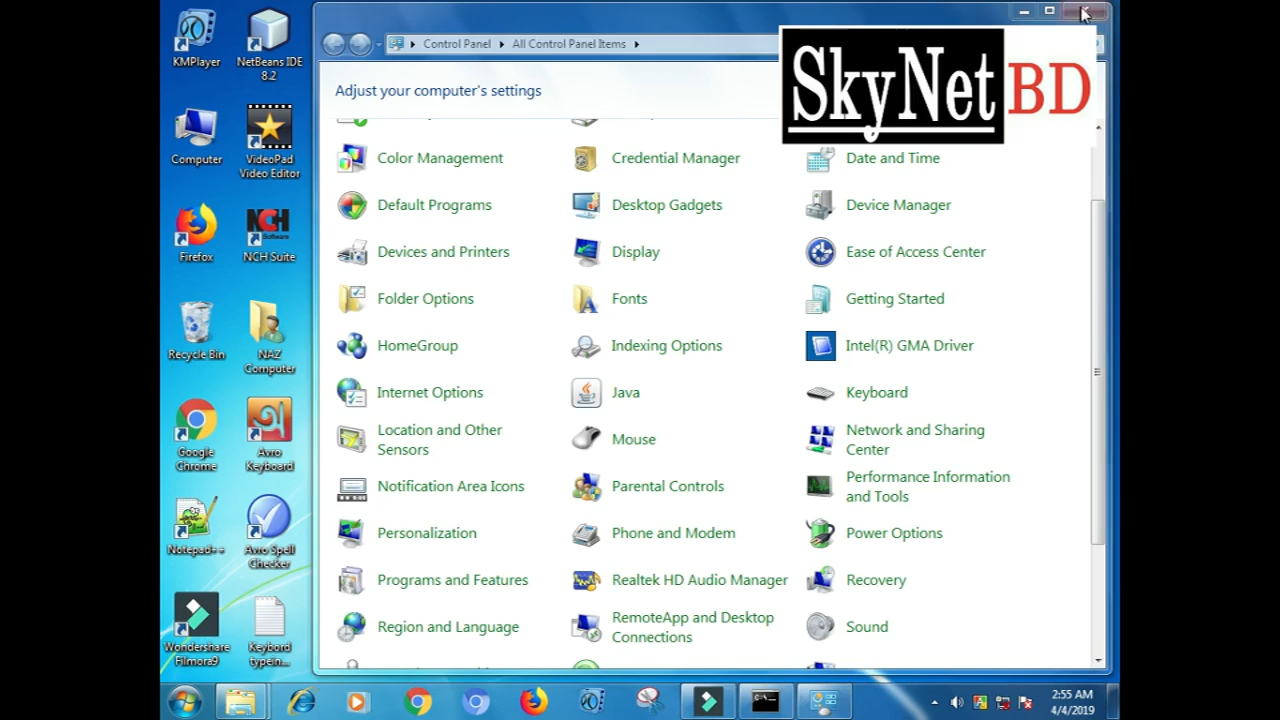 KMPlayer
NetBeans IDE
8.2
Computer
VideoPad
Video Editor
Firefox
NCH
Software
NCH Suite
Recycle Bin
NAZ
Computer
Google
Chrome
অ
Avro
Keyboard
Notepad++
Avro Spell
Checker
Wondershare
Filmora9
Keybord
typein...
Control Panel
All Control Panel Items
SkyNet BD
Adjust your computer's settings
Color Management
Credential Manager
Date and Time
Default Programs
Desktop Gadgets
Device Manager
Devices and Printers
Display
Ease of Access Center
Folder Options
Fonts
Getting Started
HomeGroup
Indexing Options
Intel(R) GMA Driver
Internet Options
Java
Keyboard
Location and Other
Sensors
Mouse
Network and Sharing
Center
Notification Area Icons
Parental Controls
Performance Information
and Tools
Personalization
Phone and Modem
Power Options
Programs and Features
Realtek HD Audio Manager
Recovery
Region and Language
RemoteApp and Desktop
Connections
Sound
2:55 AM
4/4/2019